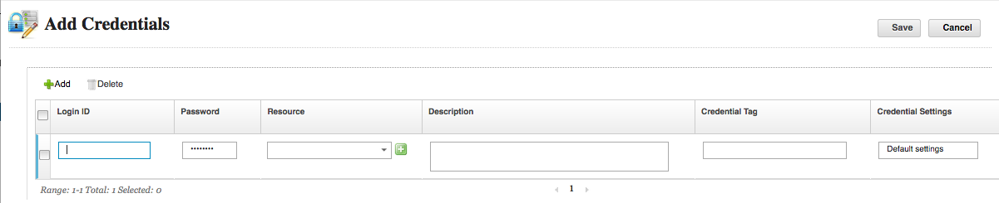 Add Credentials
Save Cancel
Add Delete
Login ID Password Resource Description Credential Tag Credential Settings
•••••••• Default settings
Range: 1-1 Total: 1 Selected: 0
1